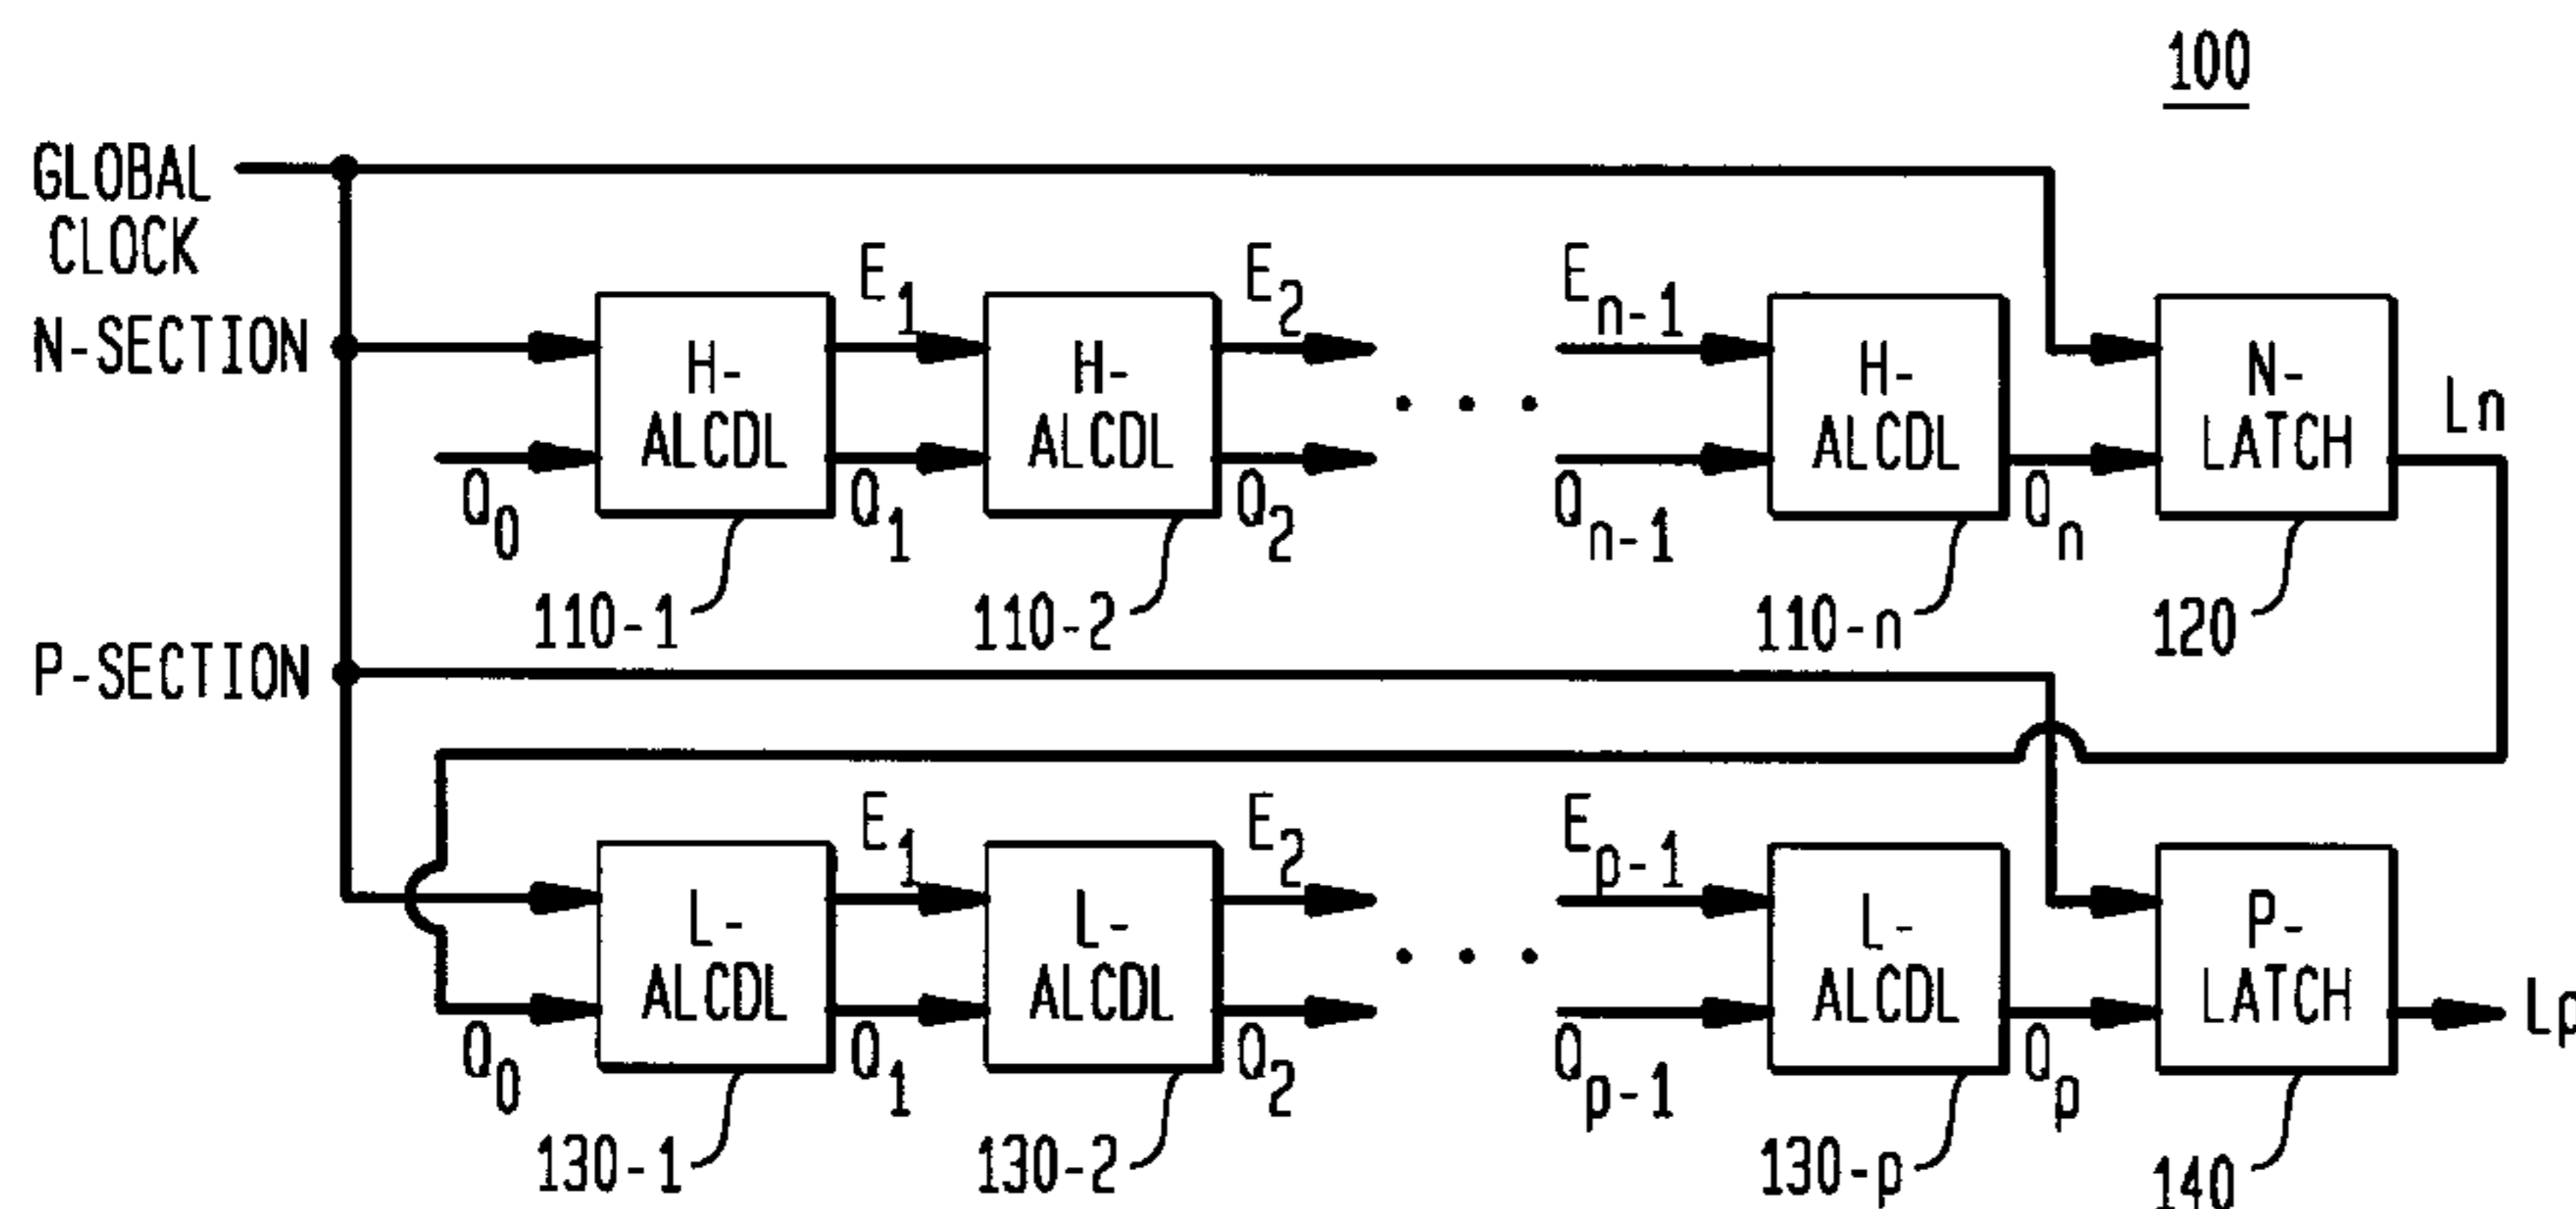 100
GLOBAL
CLOCK
N-SECTION
E1
E2
En-1
H-
ALCDL
H-
ALCDL
H-
ALCDL
N-
LATCH
Ln
Q0
Q1
Q2
Qn-1
Qn
110-1
110-2
110-n
120
P-SECTION
E1
E2
Ep-1
L-
ALCDL
L-
ALCDL
L-
ALCDL
P-
LATCH
Lp
Q0
Q1
Q2
Qp-1
Qp
130-1
130-2
130-p
140